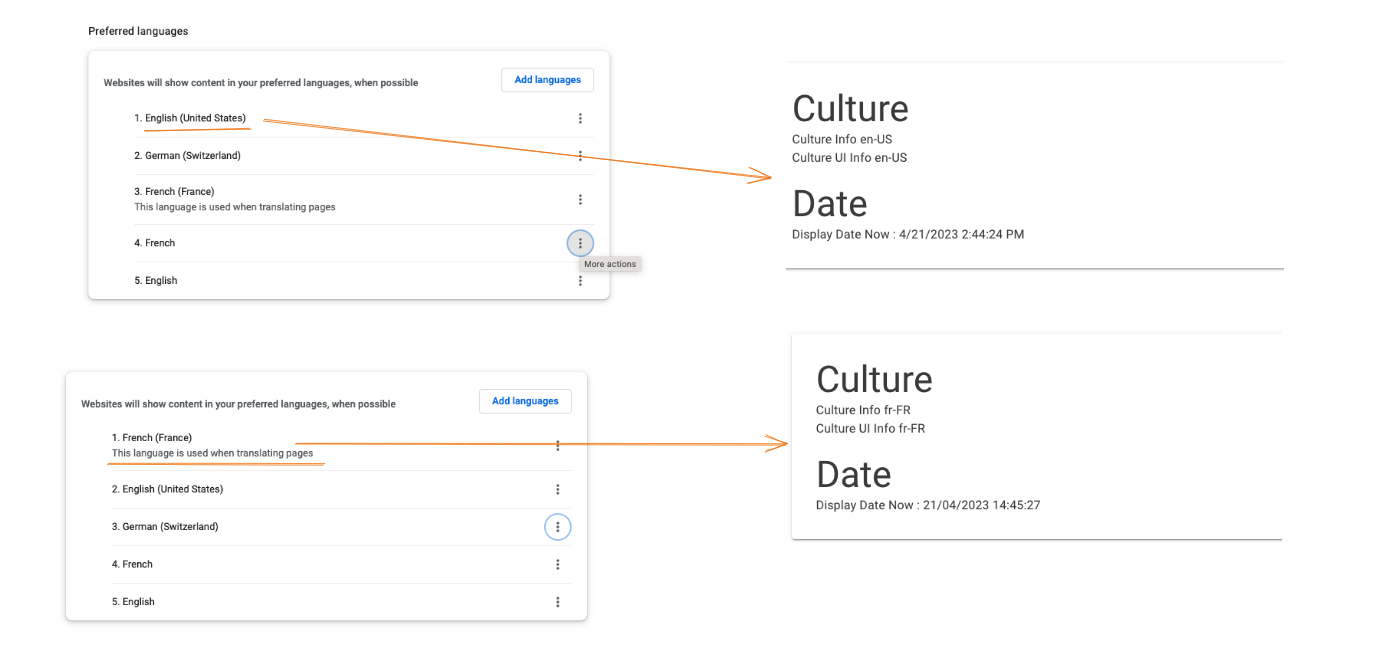 Preferred languages
Websites will show content in your preferred languages, when possible
Add languages
1. English (United States)
2. German (Switzerland)
3. French (France)
This language is used when translating pages
4. French
More actions
5. English
Culture
Culture Info en-US
Culture UI Info en-US
Date
Display Date Now : 4/21/2023 2:44:24 PM
Websites will show content in your preferred languages, when possible
Add languages
1. French (France)
This language is used when translating pages
2. English (United States)
3. German (Switzerland)
4. French
5. English
Culture
Culture Info fr-FR
Culture UI Info fr-FR
Date
Display Date Now : 21/04/2023 14:45:27